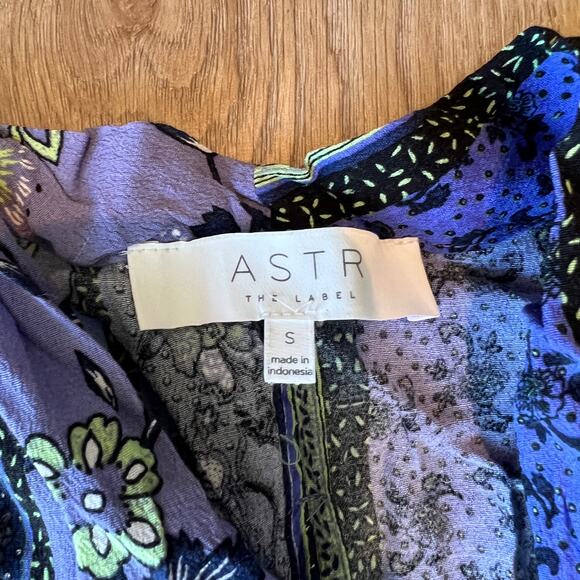 ASTR
THE LABEL
S
made in
indonesia